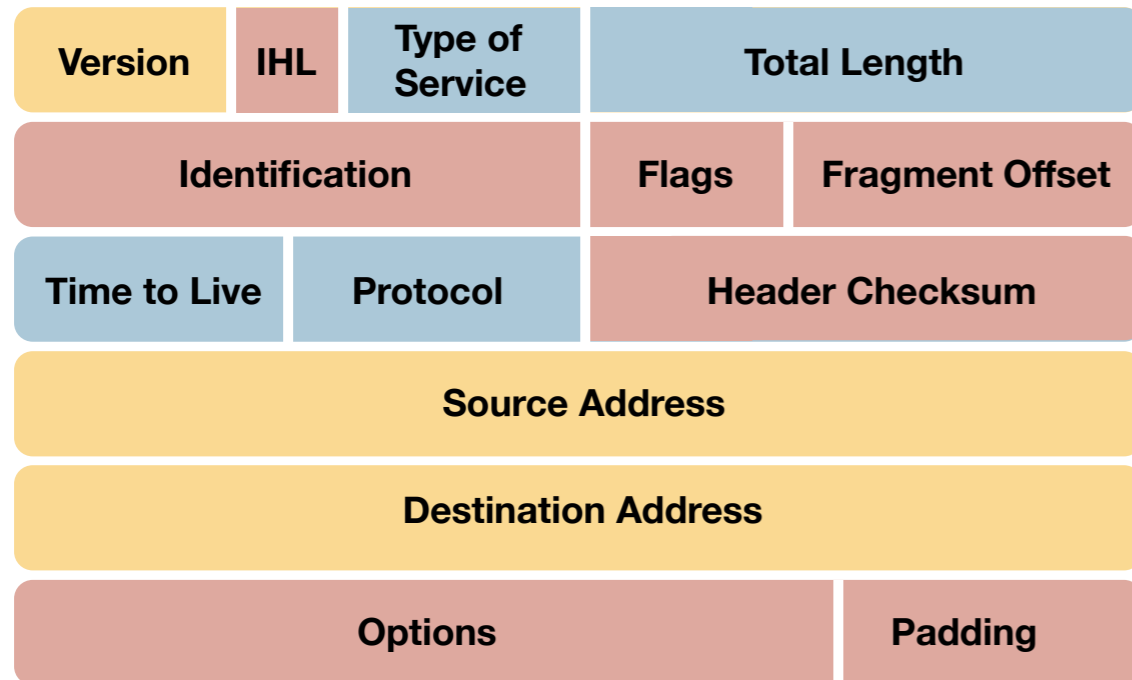 Version
IHL
Type of
Service
Total Length
Identification
Flags
Fragment Offset
Time to Live
Protocol
Header Checksum
Source Address
Destination Address
Options
Padding